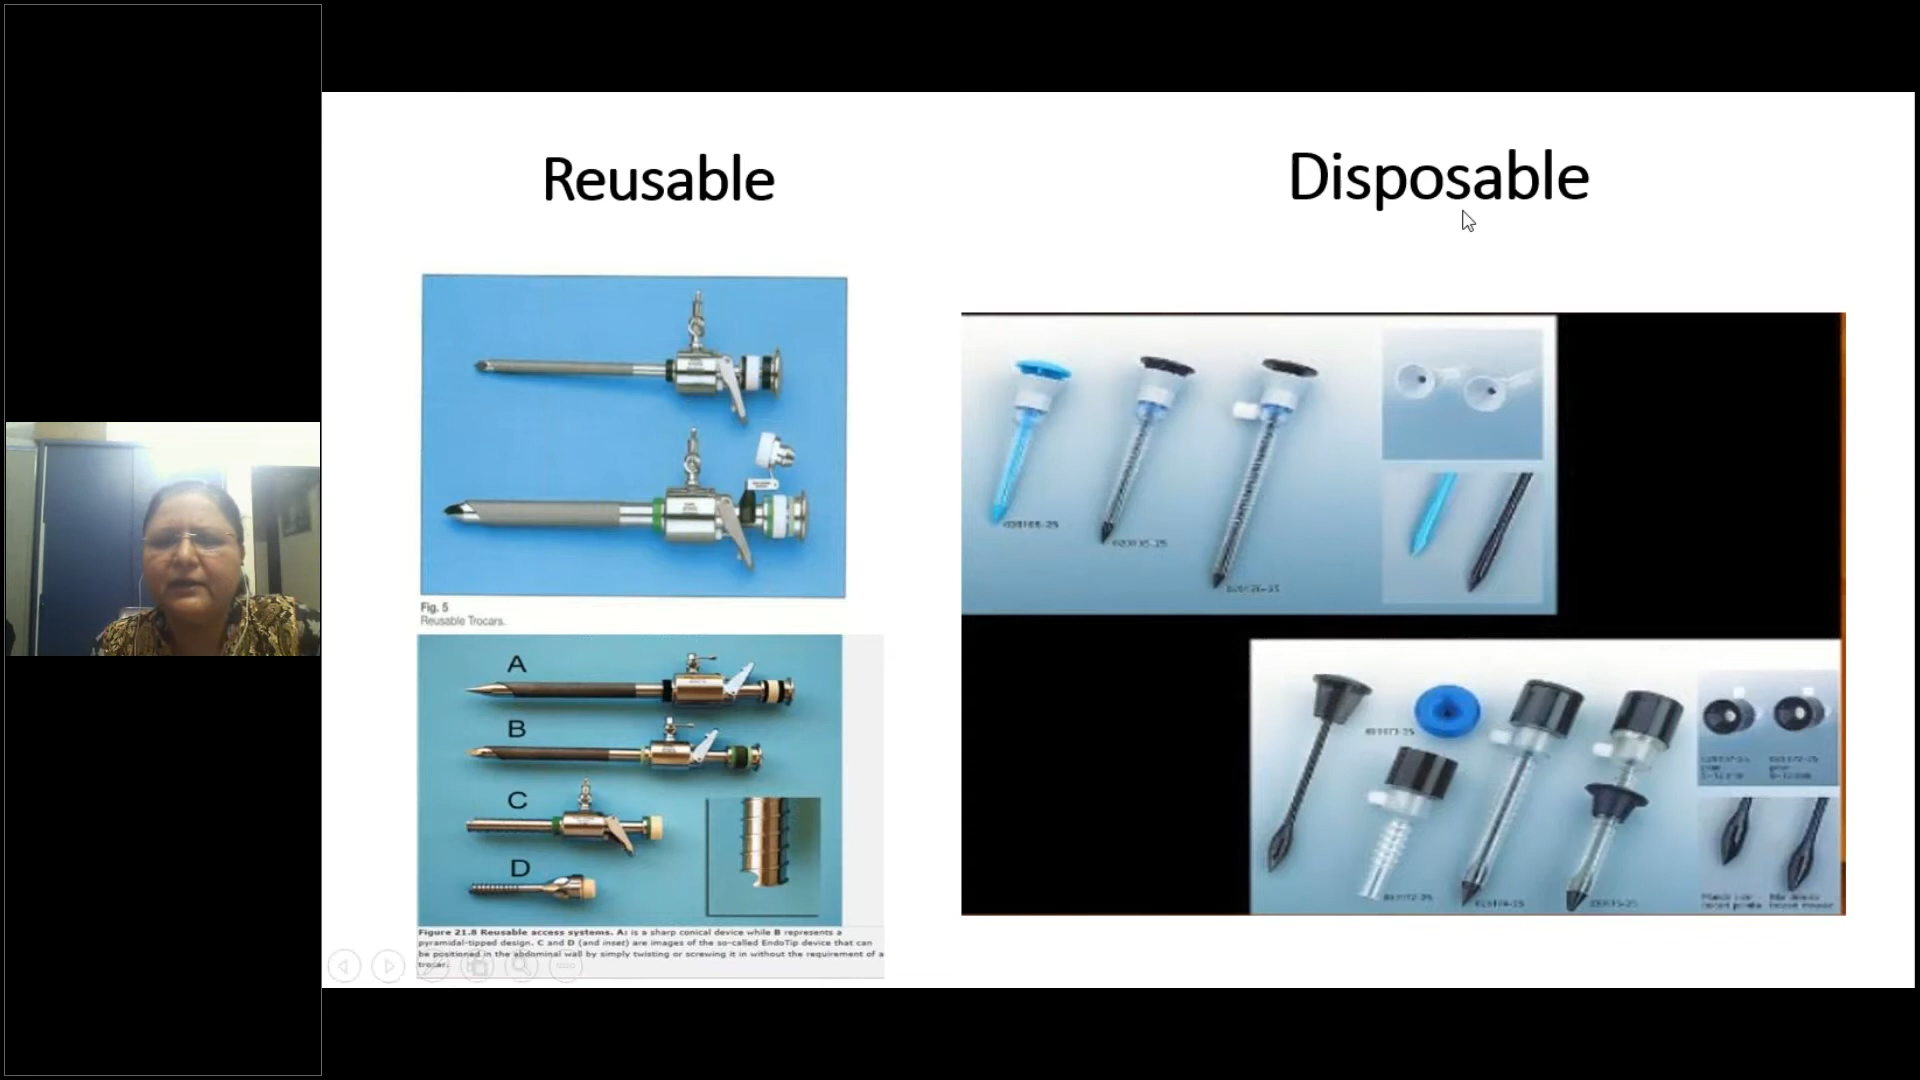 Reusable
Disposable
Fig. 5
Reusable Trocars.
A
B
C
D
Figure 21.8 Reusable access systems. A: is a sharp conical device while B represents a
pyramidal-tipped design. C and D (and inset) are images of the so-called EndoTip device that can
be positioned in the abdominal wall by simply twisting or screwing it in without the requirement of a
trocar.